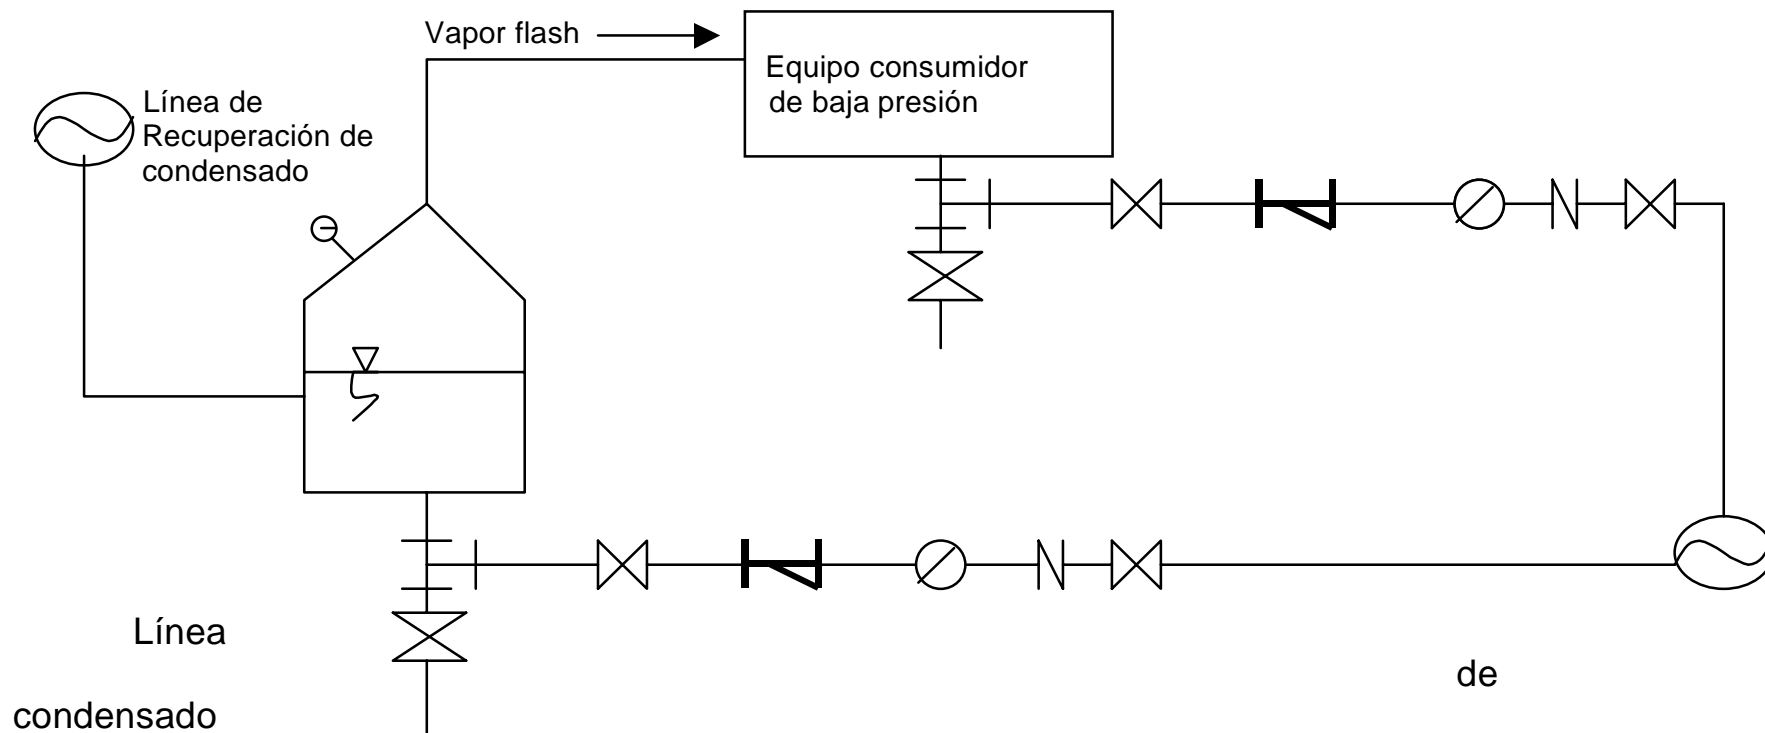 Vapor flash
Equipo consumidor
de baja presión
Línea de
Recuperación de
condensado
Línea
de
condensado